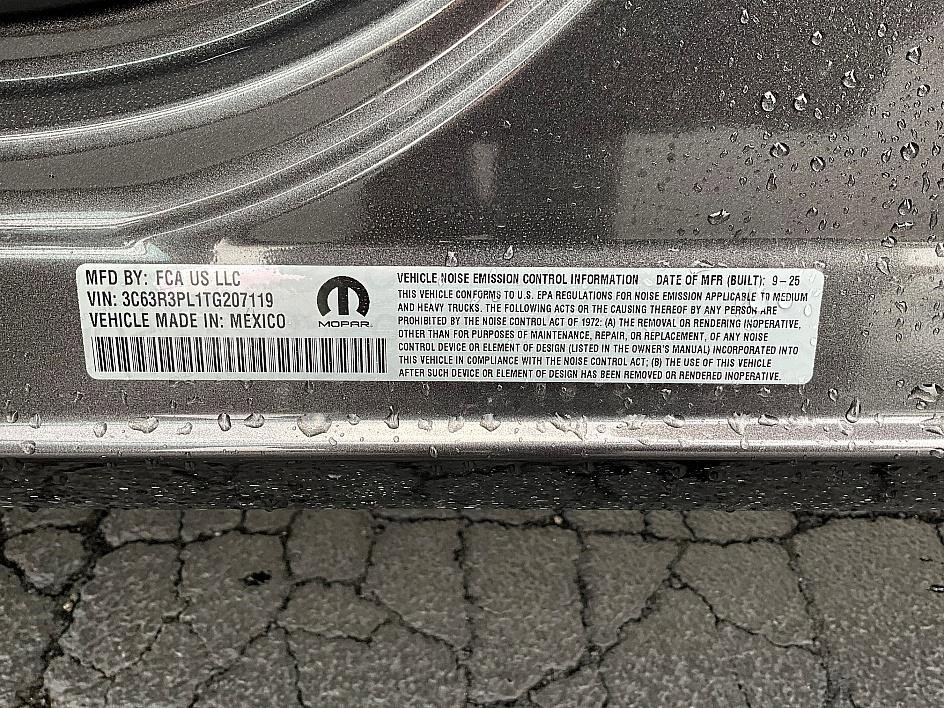 MFD BY: FCA US LLC
VIN: 3C63R3PL1TG207119
VEHICLE MADE IN: MEXICO
MOPAR
VEHICLE NOISE EMISSION CONTROL INFORMATION DATE OF MFR (BUILT): 9-25
THIS VEHICLE CONFORMS TO U.S. EPA REGULATIONS FOR NOISE EMISSION APPLICABLE TO MEDIUM
AND HEAVY TRUCKS. THE FOLLOWING ACTS OR THE CAUSING THEREOF BY ANY PERSON ARE
PROHIBITED BY THE NOISE CONTROL ACT OF 1972: (A) THE REMOVAL OR RENDERING INOPERATIVE,
OTHER THAN FOR PURPOSES OF MAINTENANCE, REPAIR, OR REPLACEMENT, OF ANY NOISE
CONTROL DEVICE OR ELEMENT OF DESIGN (LISTED IN THE OWNER'S MANUAL) INCORPORATED INTO
THIS VEHICLE IN COMPLIANCE WITH THE NOISE CONTROL ACT; (B) THE USE OF THIS VEHICLE
AFTER SUCH DEVICE OR ELEMENT OF DESIGN HAS BEEN REMOVED OR RENDERED INOPERATIVE.